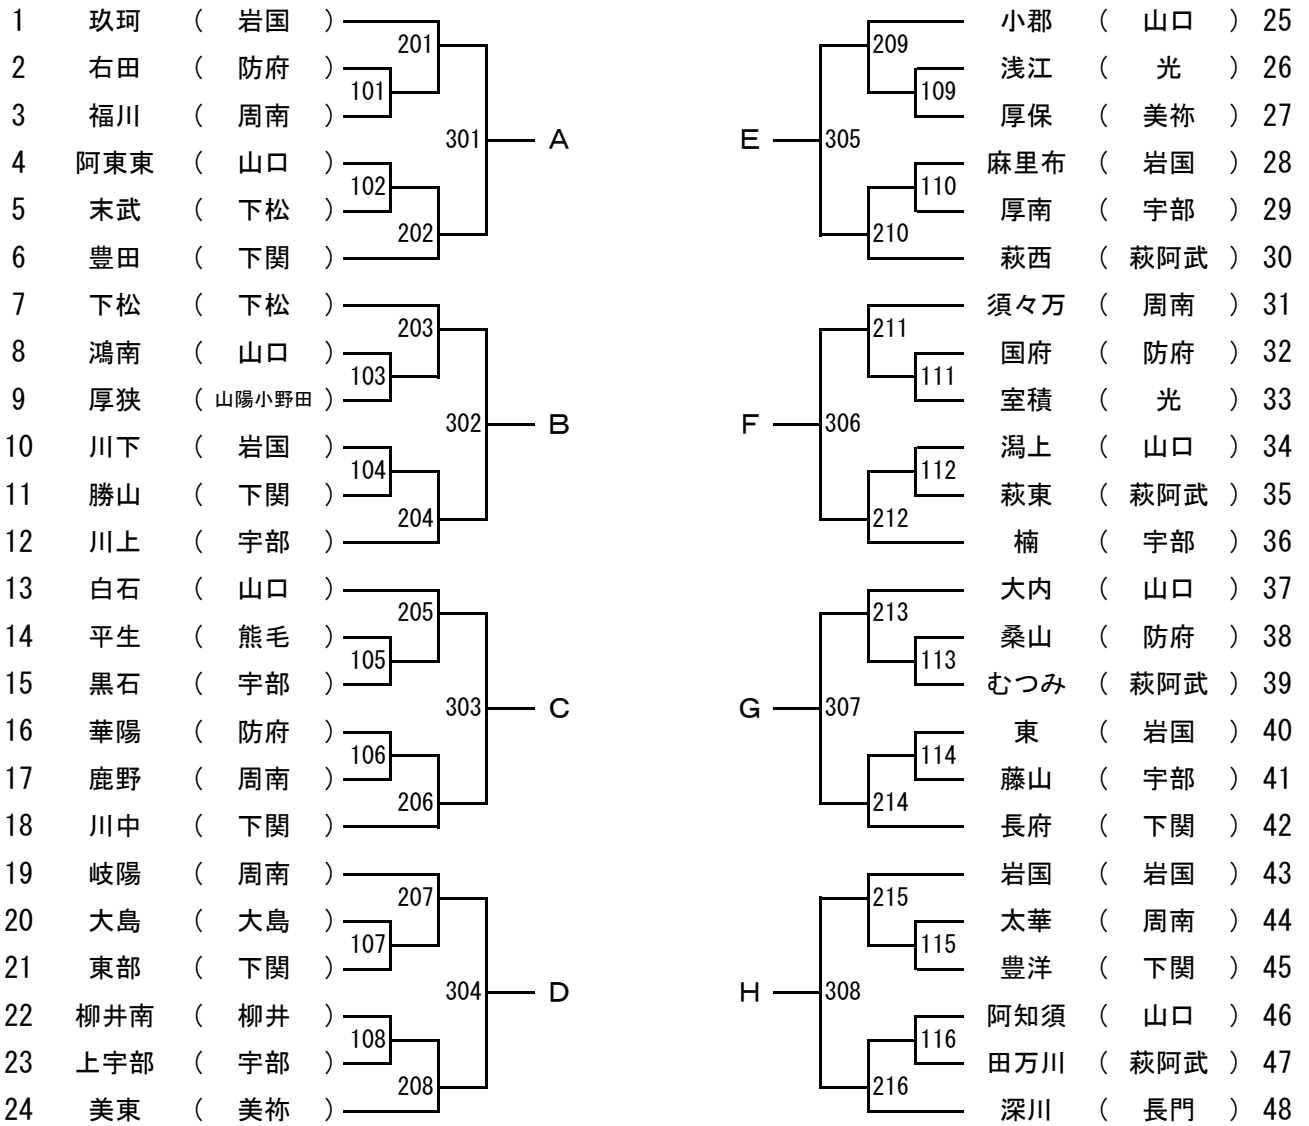 1 玖珂 ( 岩国 ) 小郡 ( 山口 ) 25
201 209
2 右田 ( 防府 ) 浅江 ( 光 ) 26
101 109
3 福川 ( 周南 ) 厚保 ( 美祢 ) 27
301 A E 305
4 阿東東 ( 山口 ) 麻里布 ( 岩国 ) 28
102 110
5 末武 ( 下松 ) 厚南 ( 宇部 ) 29
202 210
6 豊田 ( 下関 ) 萩西 ( 萩阿武 ) 30
7 下松 ( 下松 ) 須々万 ( 周南 ) 31
203 211
8 鴻南 ( 山口 ) 国府 ( 防府 ) 32
103 111
9 厚狭 ( 山陽小野田 ) 室積 ( 光 ) 33
302 B F 306
10 川下 ( 岩国 ) 潟上 ( 山口 ) 34
104 112
11 勝山 ( 下関 ) 萩東 ( 萩阿武 ) 35
204 212
12 川上 ( 宇部 ) 楠 ( 宇部 ) 36
13 白石 ( 山口 ) 大内 ( 山口 ) 37
205 213
14 平生 ( 熊毛 ) 桑山 ( 防府 ) 38
105 113
15 黒石 ( 宇部 ) むつみ ( 萩阿武 ) 39
303 C G 307
16 華陽 ( 防府 ) 東 ( 岩国 ) 40
106 114
17 鹿野 ( 周南 ) 藤山 ( 宇部 ) 41
206 214
18 川中 ( 下関 ) 長府 ( 下関 ) 42
19 岐陽 ( 周南 ) 岩国 ( 岩国 ) 43
207 215
20 大島 ( 大島 ) 太華 ( 周南 ) 44
107 115
21 東部 ( 下関 ) 豊洋 ( 下関 ) 45
304 D H 308
22 柳井南 ( 柳井 ) 阿知須 ( 山口 ) 46
108 116
23 上宇部 ( 宇部 ) 田万川 ( 萩阿武 ) 47
208 216
24 美東 ( 美祢 ) 深川 ( 長門 ) 48